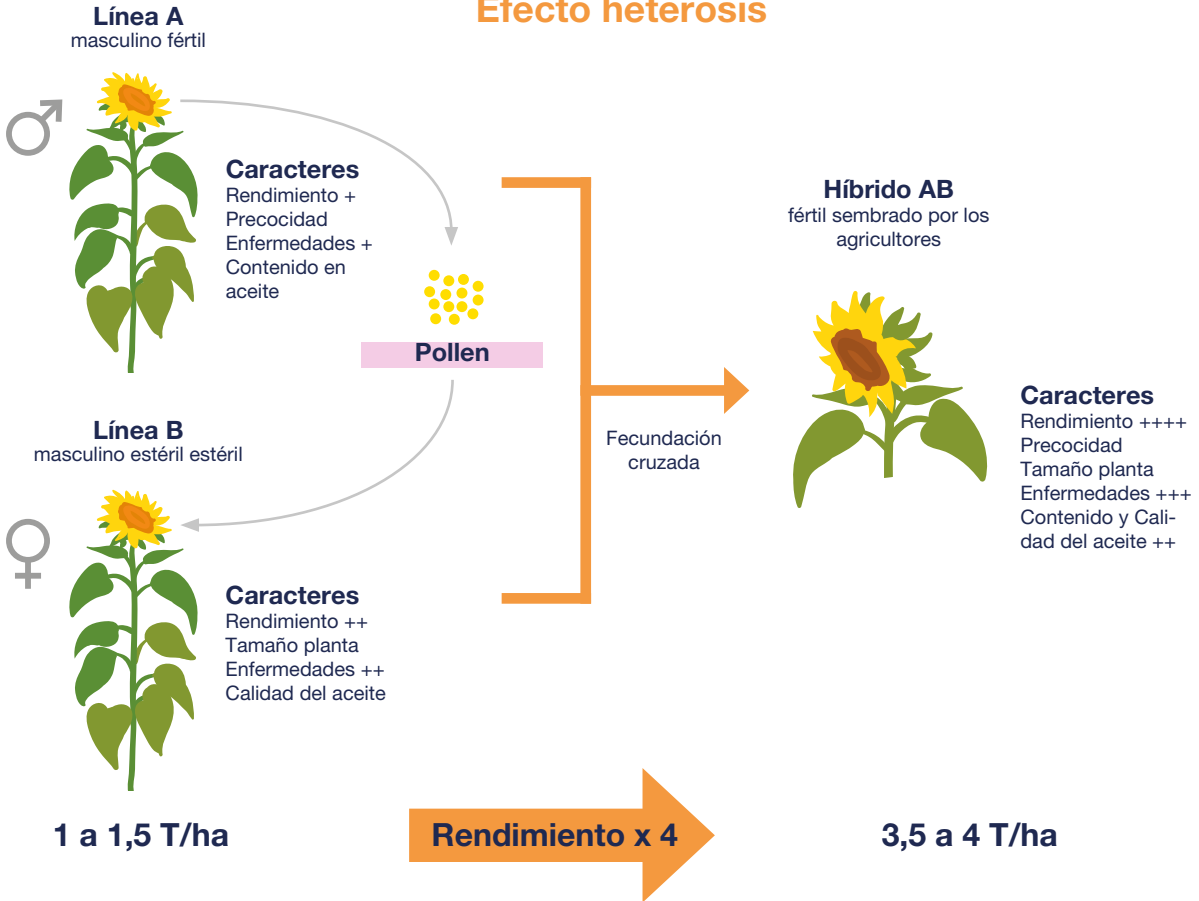 Efecto heterosis
Línea A
masculino fértil
Caracteres
Rendimiento +
Precocidad
Enfermedades +
Contenido en
aceite
Pollen
Línea B
masculino estéril estéril
Caracteres
Rendimiento ++
Tamaño planta
Enfermedades ++
Calidad del aceite
Fecundación
cruzada
Híbrido AB
fértil sembrado por los
agricultores
Caracteres
Rendimiento ++++
Precocidad
Tamaño planta
Enfermedades +++
Contenido y Cali-
dad del aceite ++
1 a 1,5 T/ha
Rendimiento x 4
3,5 a 4 T/ha